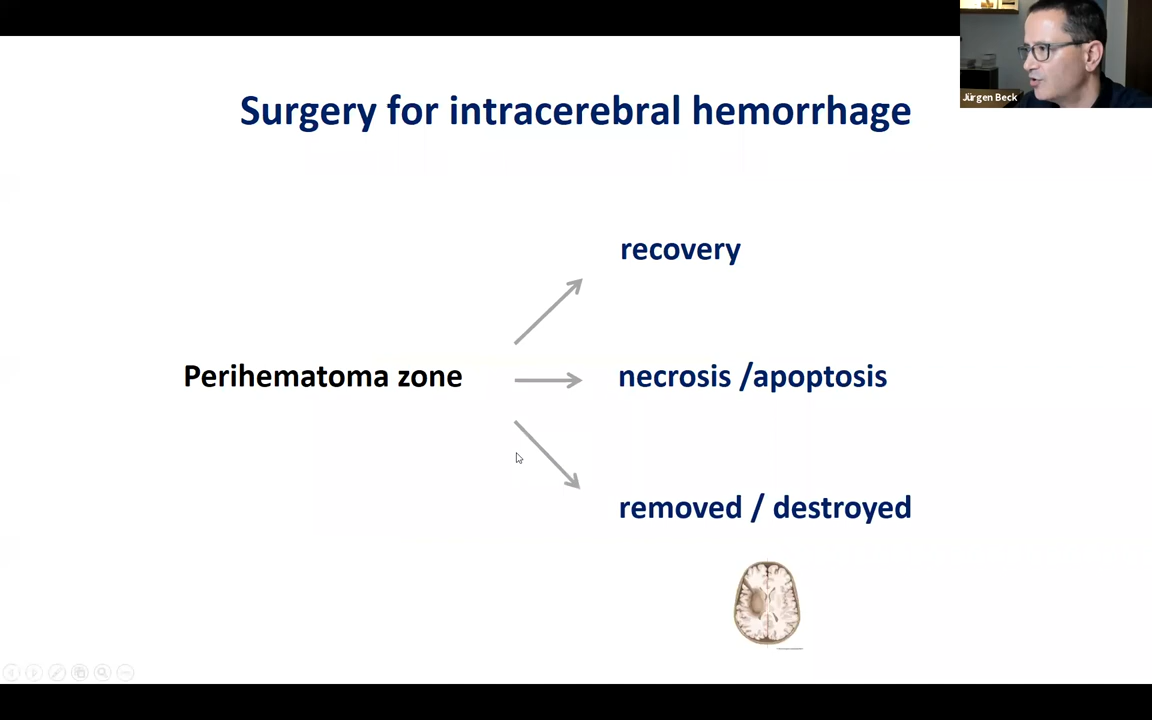 Jürgen Beck
Surgery for intracerebral hemorrhage
recovery
Perihematoma zone
necrosis /apoptosis
removed / destroyed